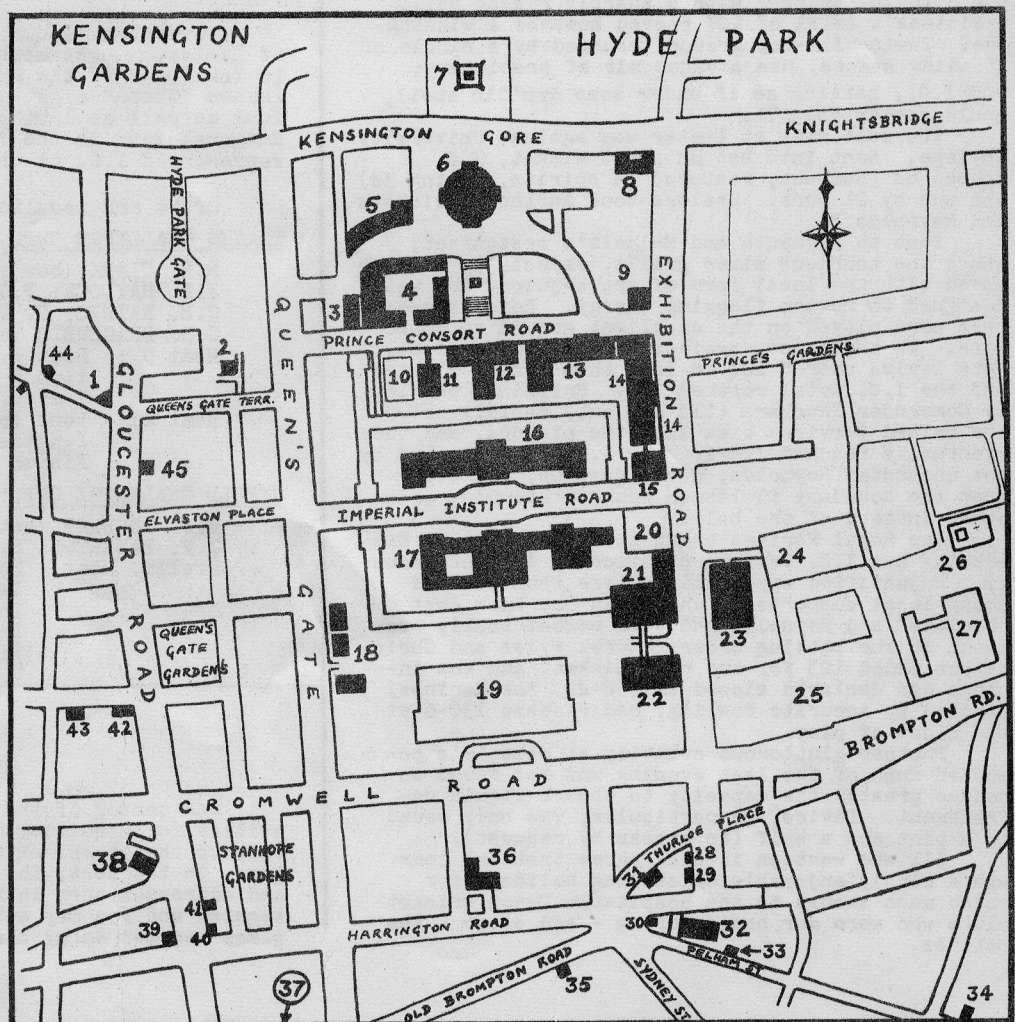 KENSINGTON
GARDENS
HYDE PARK
7
KENSINGTON GORE
KNIGHTSBRIDGE
HYDE PARK GATE
6
8
5
9
4
3
EXHIBITION ROAD
QUEEN'S GATE
PRINCE CONSORT ROAD
44
2
1
PRINCE'S GARDENS
10
11
12
13
14
GLOUCESTER ROAD
QUEENS GATE TERR.
14
16
45
15
IMPERIAL INSTITUTE ROAD
ELVASTON PLACE
20
17
24
26
21
23
27
QUEEN'S
GATE
GARDENS
18
19
22
25
43
42
BROMPTON RD.
CROMWELL ROAD
THURLOE PLACE
38
STANHOPE
GARDENS
36
28
31
29
41
39
40
HARRINGTON ROAD
30
32
33
PELHAM ST.
OLD BROMPTON ROAD
35
SYDNEY ST.
37
34